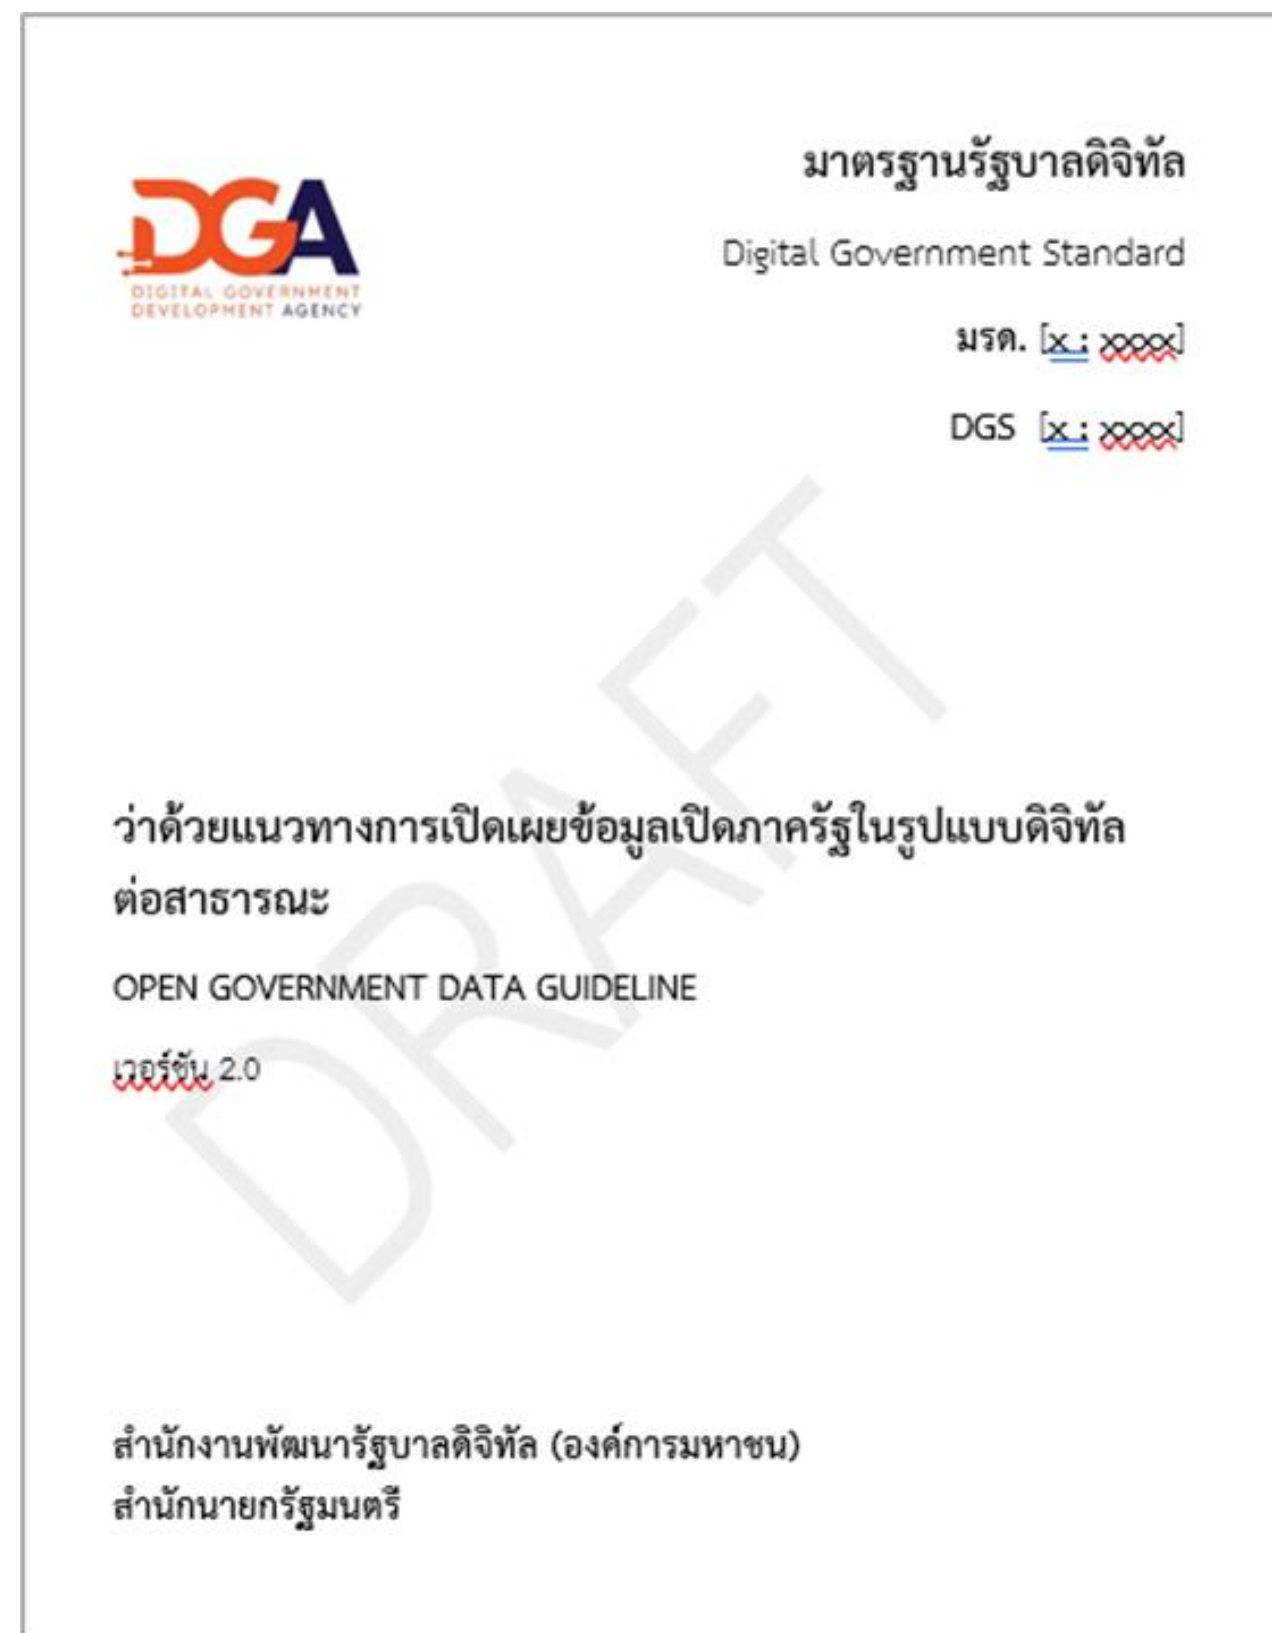 DGA
DIGITAL GOVERNMENT
DEVELOPMENT AGENCY
มาตรฐานรัฐบาลดิจิทัล
Digital Government Standard
มรด. [x : xxxx]
DGS [x : xxxx]
DRAFT
ว่าด้วยแนวทางการเปิดเผยข้อมูลเปิดภาครัฐในรูปแบบดิจิทัล
ต่อสาธารณะ
OPEN GOVERNMENT DATA GUIDELINE
เวอร์ชัน 2.0
สำนักงานพัฒนารัฐบาลดิจิทัล (องค์การมหาชน)
สำนักนายกรัฐมนตรี